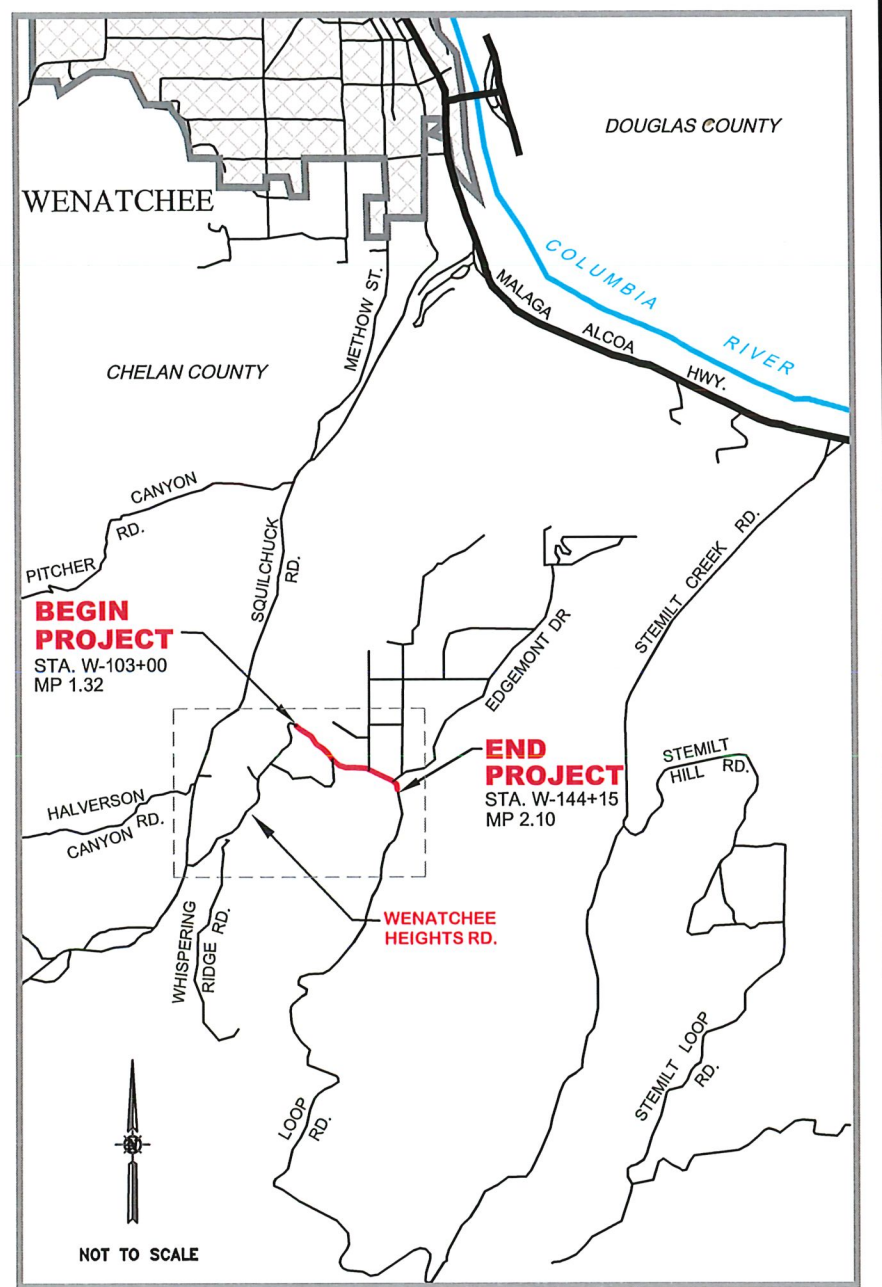 DOUGLAS COUNTY
WENATCHEE
COLUMBIA
RIVER
METHOW ST.
MALAGA
ALCOA
HWY.
CHELAN COUNTY
CANYON
RD.
PITCHER
SQUILCHUCK
RD.
STEMILT CREEK RD.
EDGEMONT DR
BEGIN
PROJECT
STA. W-103+00
MP 1.32
END
PROJECT
STA. W-144+15
MP 2.10
STEMILT
HILL RD.
HALVERSON
CANYON RD.
WENATCHEE
HEIGHTS RD.
WHISPERING
RIDGE RD.
STEMILT LOOP
RD.
LOOP
RD.
N
NOT TO SCALE